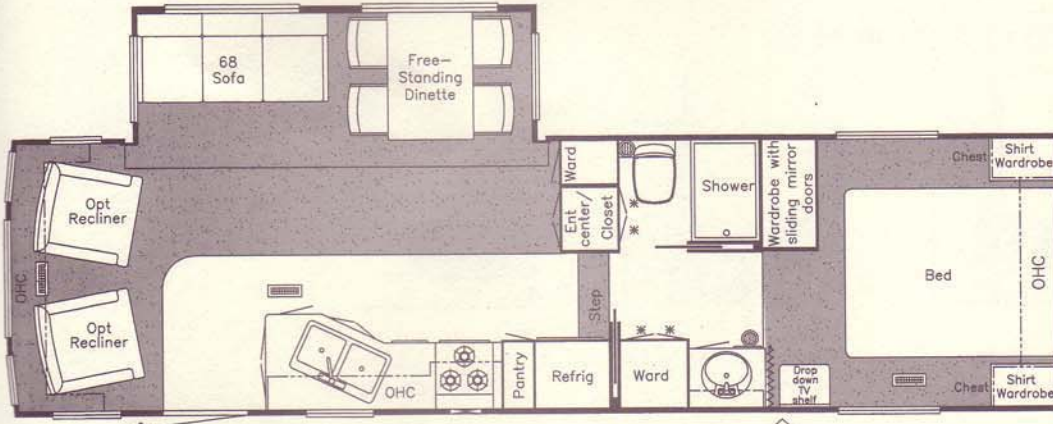 68
Sofa
Free-
Standing
Dinette
Opt
Recliner
OHC
Opt
Recliner
Ward
Ent
center/
Closet
Shower
Wardrobe with
sliding mirror
doors
Chest
Shirt
Wardrobe
Bed
OHC
Step
OHC
Pantry
Refrig
Ward
Drop
down
TV
shelf
Chest
Shirt
Wardrobe